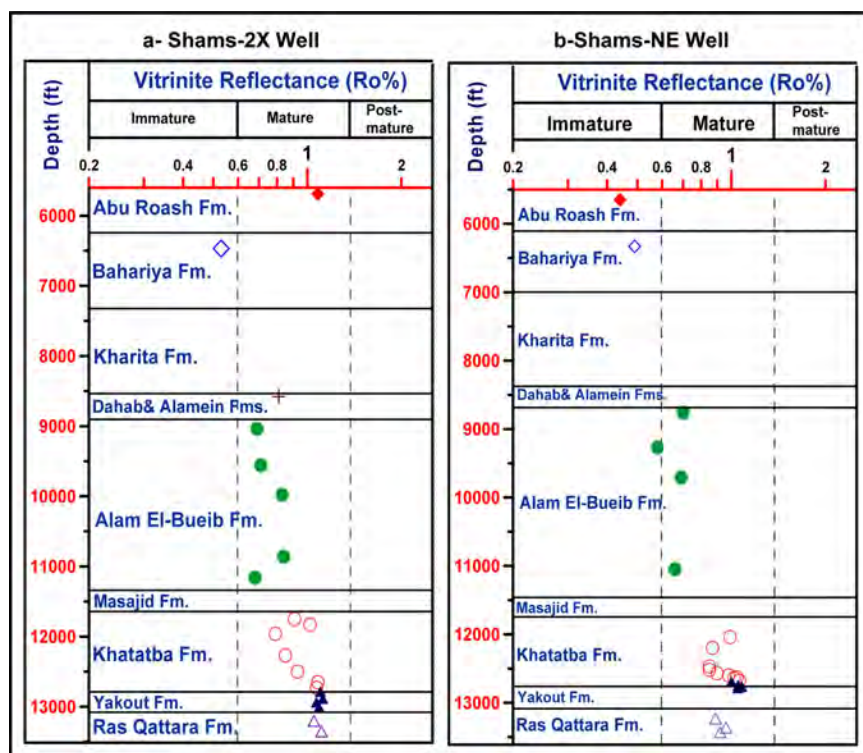 a- Shams-2X Well
Depth (ft)
Vitrinite Reflectance (Ro%)
Immature
Mature
Post-
mature
0.2 0.4 0.6 0.8 1 2
6000
7000
8000
9000
10000
11000
12000
13000
Abu Roash Fm.
Bahariya Fm.
Kharita Fm.
Dahab& Alamein Fms.
Alam El-Bueib Fm.
Masajid Fm.
Khatatba Fm.
Yakout Fm.
Ras Qattara Fm.
b-Shams-NE Well
Depth (ft)
Vitrinite Reflectance (Ro%)
Immature
Mature
Post-
mature
0.2 0.4 0.6 0.8 1 2
6000
7000
8000
9000
10000
11000
12000
13000
Abu Roash Fm.
Bahariya Fm.
Kharita Fm.
Dahab& Alamein Fms.
Alam El-Bueib Fm.
Masajid Fm.
Khatatba Fm.
Yakout Fm.
Ras Qattara Fm.